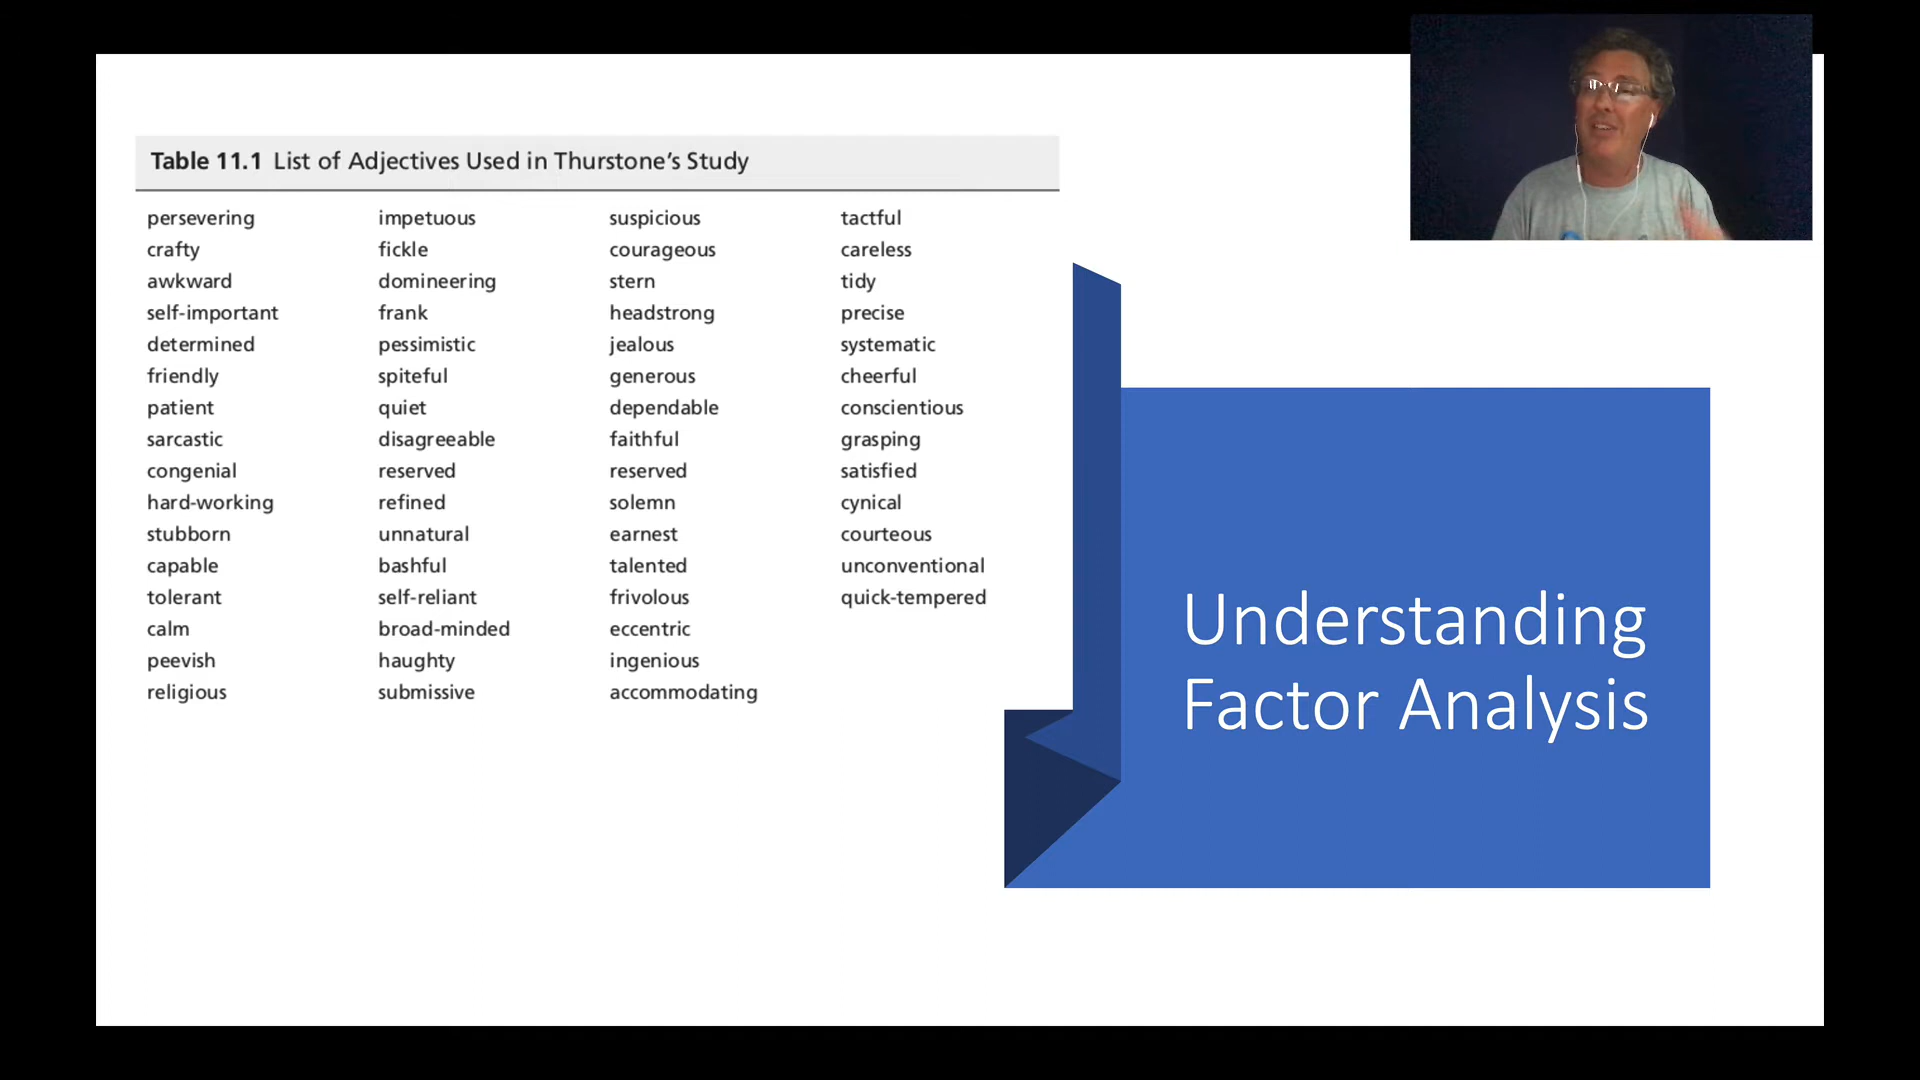 Table 11.1 List of Adjectives Used in Thurstone's Study
persevering impetuous suspicious tactful
crafty fickle courageous careless
awkward domineering stern tidy
self-important frank headstrong precise
determined pessimistic jealous systematic
friendly spiteful generous cheerful
patient quiet dependable conscientious
sarcastic disagreeable faithful grasping
congenial reserved reserved satisfied
hard-working refined solemn cynical
stubborn unnatural earnest courteous
capable bashful talented unconventional
tolerant self-reliant frivolous quick-tempered
calm broad-minded eccentric
peevish haughty ingenious
religious submissive accommodating
Understanding
Factor Analysis